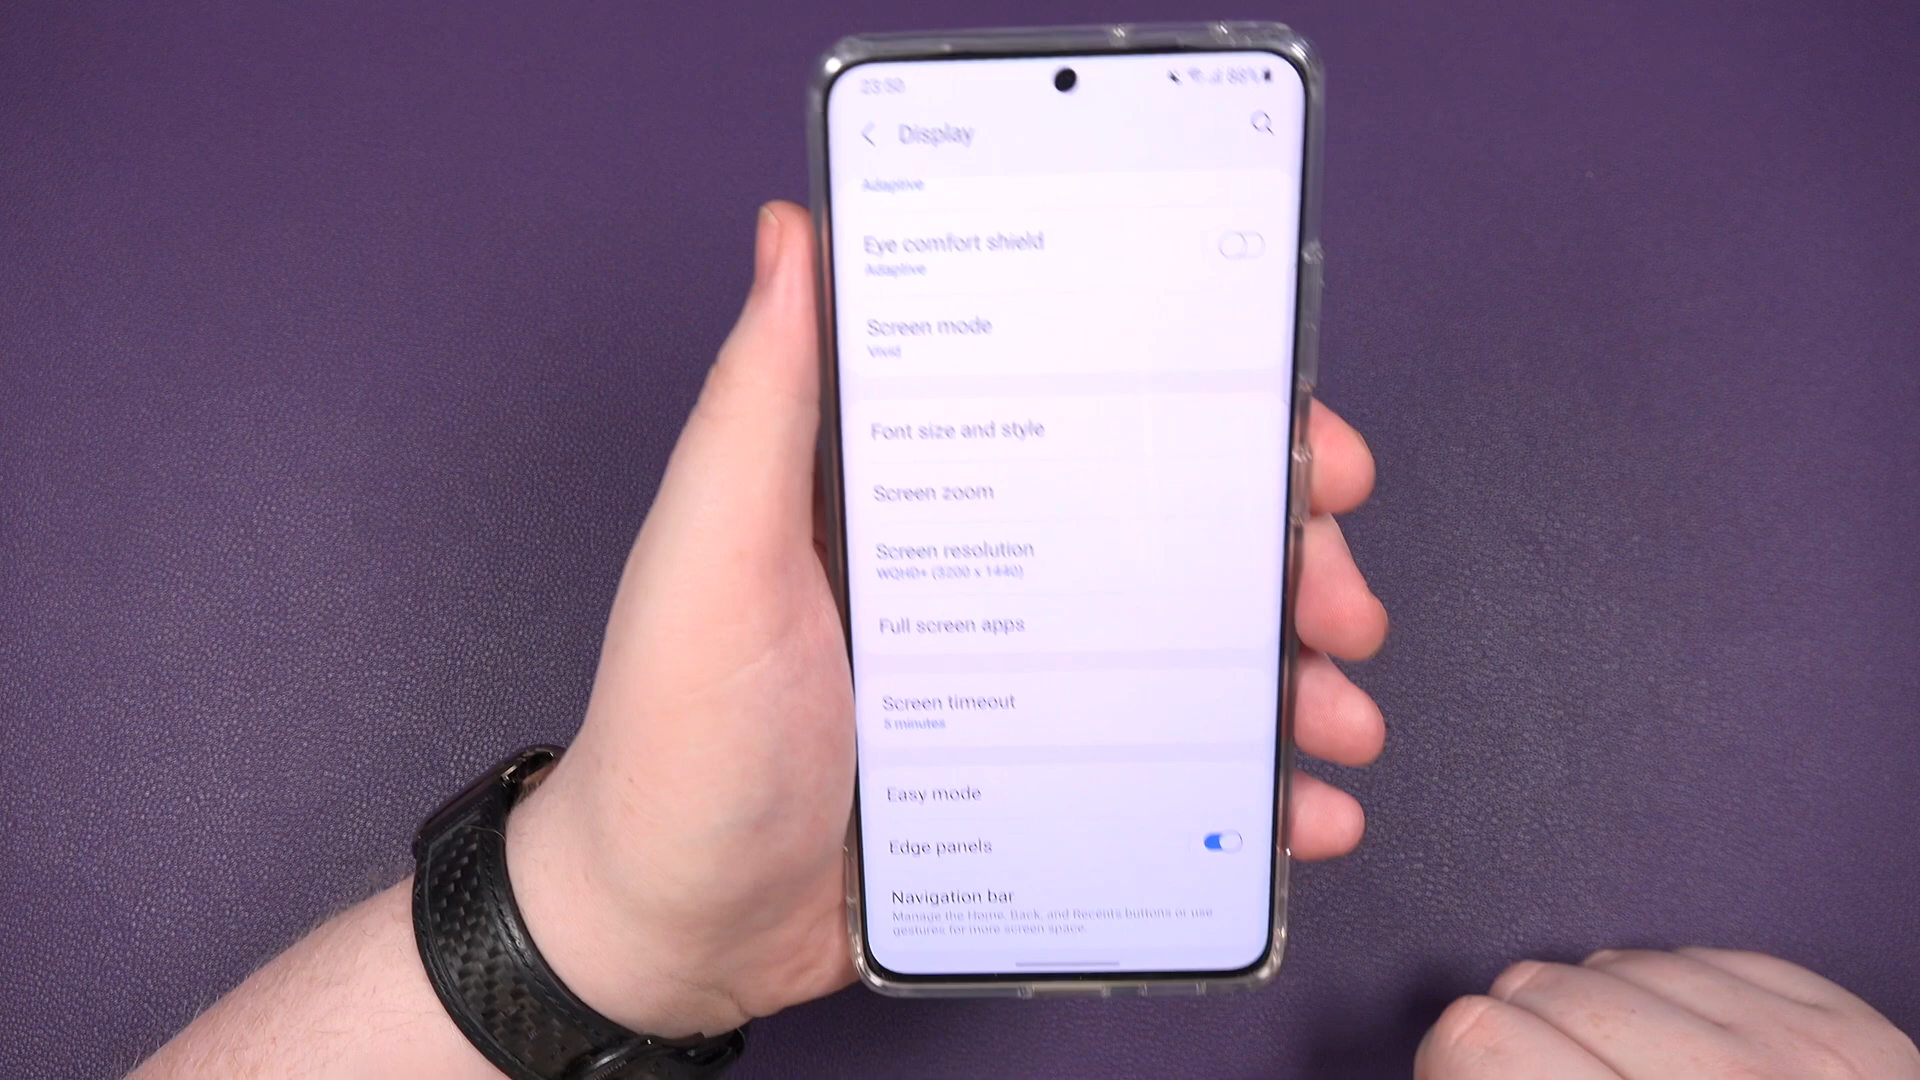 23:50
88%
Display
Adaptive
Eye comfort shield
Adaptive
Screen mode
Vivid
Font size and style
Screen zoom
Screen resolution
WQHD+ (3200 x 1440)
Full screen apps
Screen timeout
5 minutes
Easy mode
Edge panels
Navigation bar
Manage the Home, Back, and Recents buttons or use
gestures for more screen space.